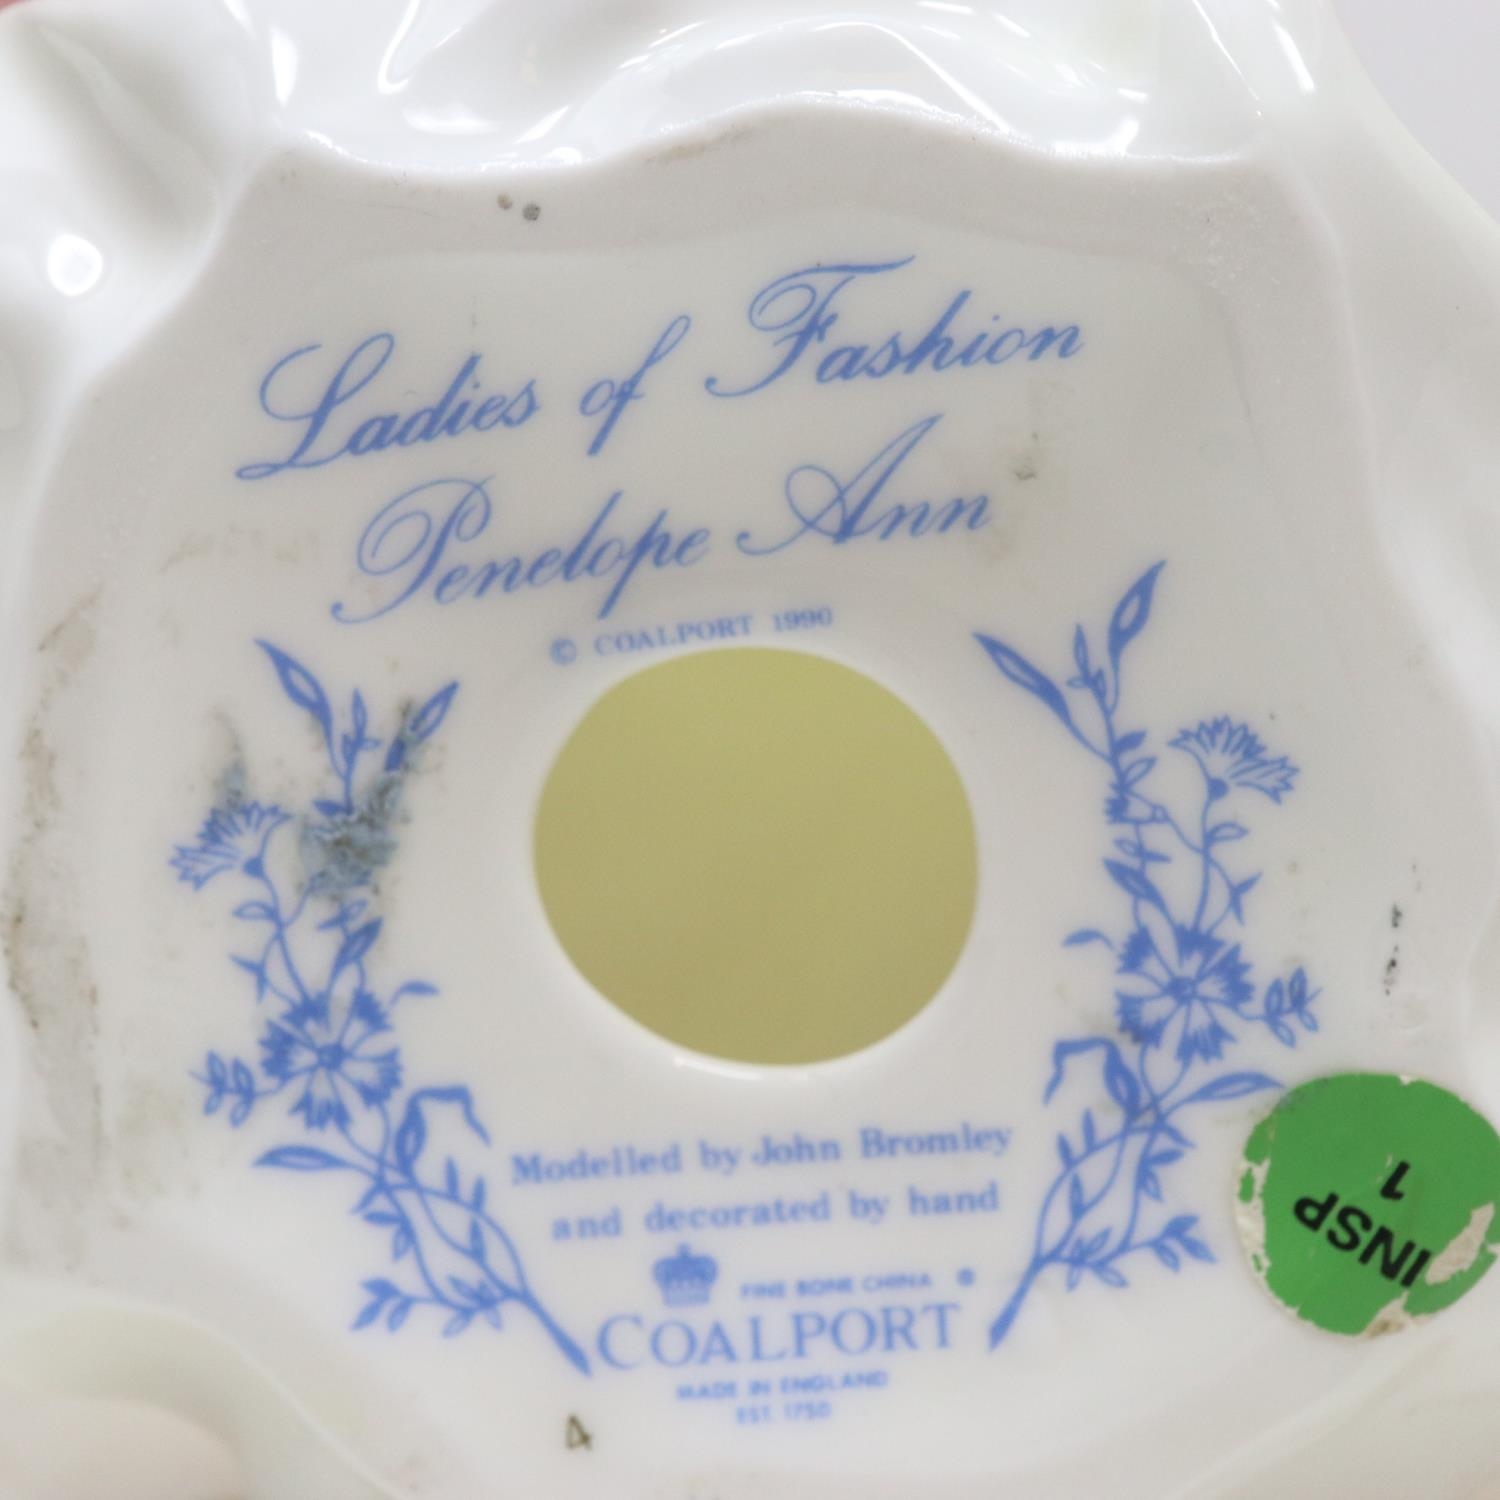 Ladies of Fashion
Penelope Ann
© COALPORT 1990
Modelled by John Bromley
and decorated by hand
FINE BONE CHINA ®
COALPORT
MADE IN ENGLAND
EST. 1750
4
INSP
1